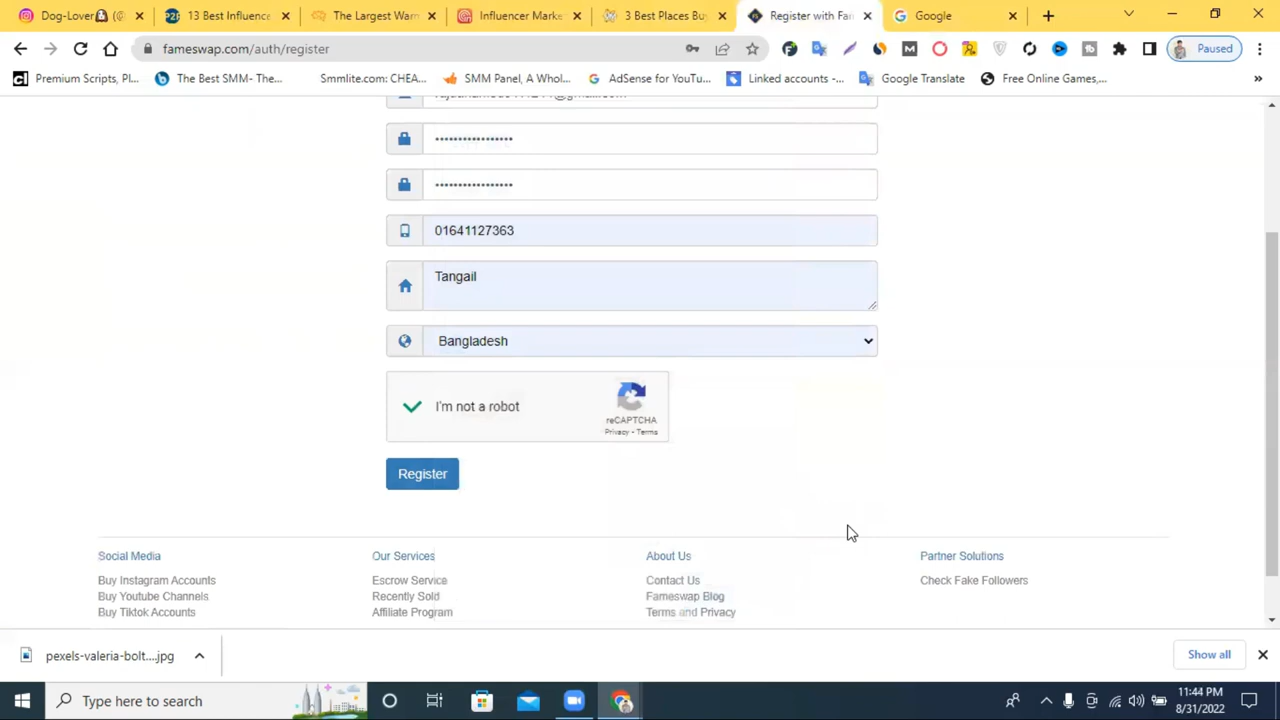 Dog-Lover
13 Best Influence
The Largest Warm
Influencer Marke
3 Best Places Bu
Register with Fam
Google
fameswap.com/auth/register
Paused
Premium Scripts, Pl...
The Best SMM- The...
Smmlite.com: CHEA...
SMM Panel, A Whol...
AdSense for YouTu...
Linked accounts -...
Google Translate
Free Online Games,...
••••••••••••••••••
••••••••••••••••••
01641127363
Tangail
Bangladesh
I'm not a robot
reCAPTCHA
Privacy - Terms
Register
Social Media
Our Services
About Us
Partner Solutions
Buy Instagram Accounts
Escrow Service
Contact Us
Check Fake Followers
Buy Youtube Channels
Recently Sold
Fameswap Blog
Buy Tiktok Accounts
Affiliate Program
Terms and Privacy
pexels-valeria-bolt....jpg
Show all
Type here to search
11:44 PM
8/31/2022